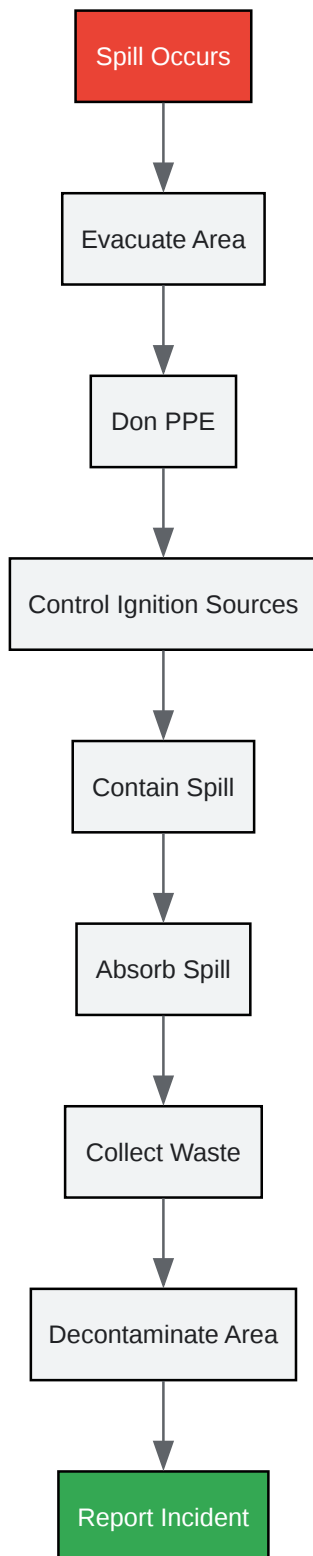 Spill Occurs
Evacuate Area
Don PPE
Control Ignition Sources
Contain Spill
Absorb Spill
Collect Waste
Decontaminate Area
Report Incident